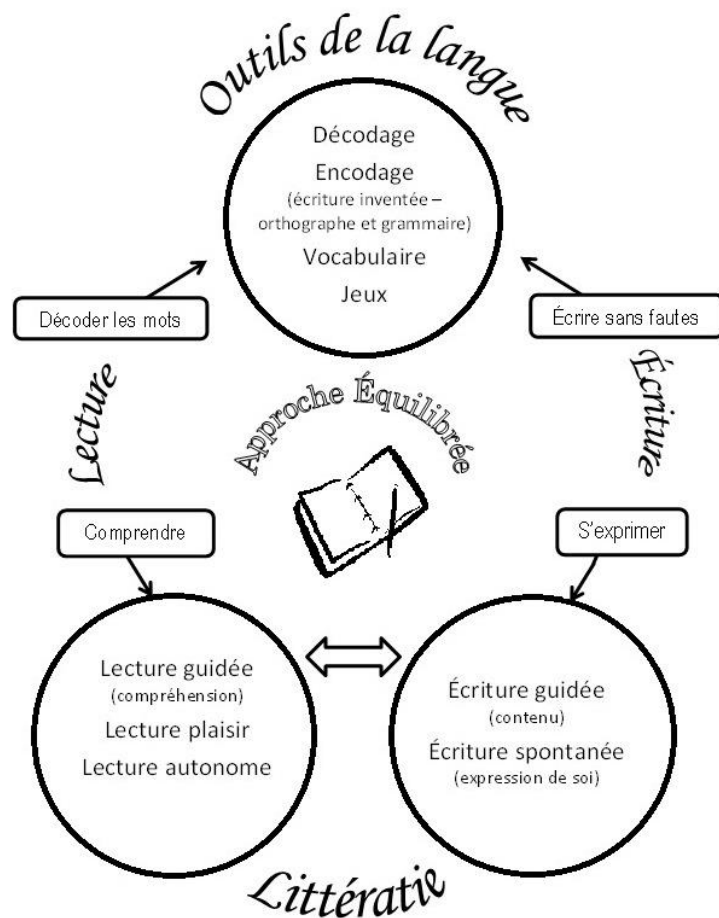 Outils de la langue
Décodage
Encodage
(écriture inventée –
orthographe et grammaire)
Vocabulaire
Jeux
Décoder les mots
Écrire sans fautes
Lecture
Approche Équilibrée
Écriture
Comprendre
S'exprimer
Lecture guidée
(compréhension)
Lecture plaisir
Lecture autonome
Écriture guidée
(contenu)
Écriture spontanée
(expression de soi)
Littératie